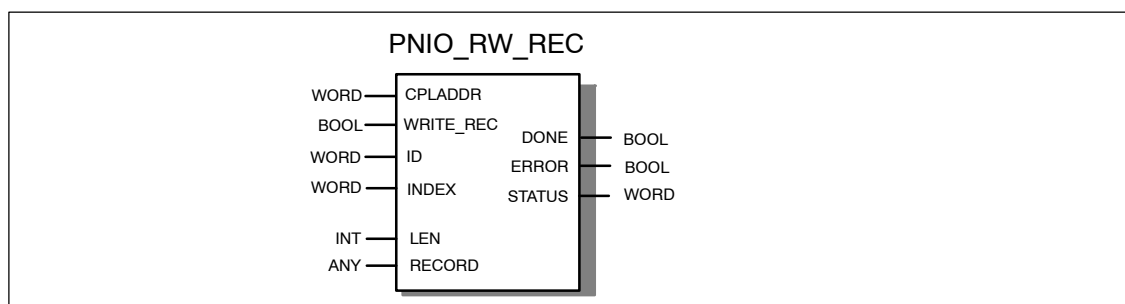 PNIO_RW_REC
WORD CPLADDR
BOOL WRITE_REC
DONE BOOL
WORD ID
ERROR BOOL
WORD INDEX
STATUS WORD
INT LEN
ANY RECORD